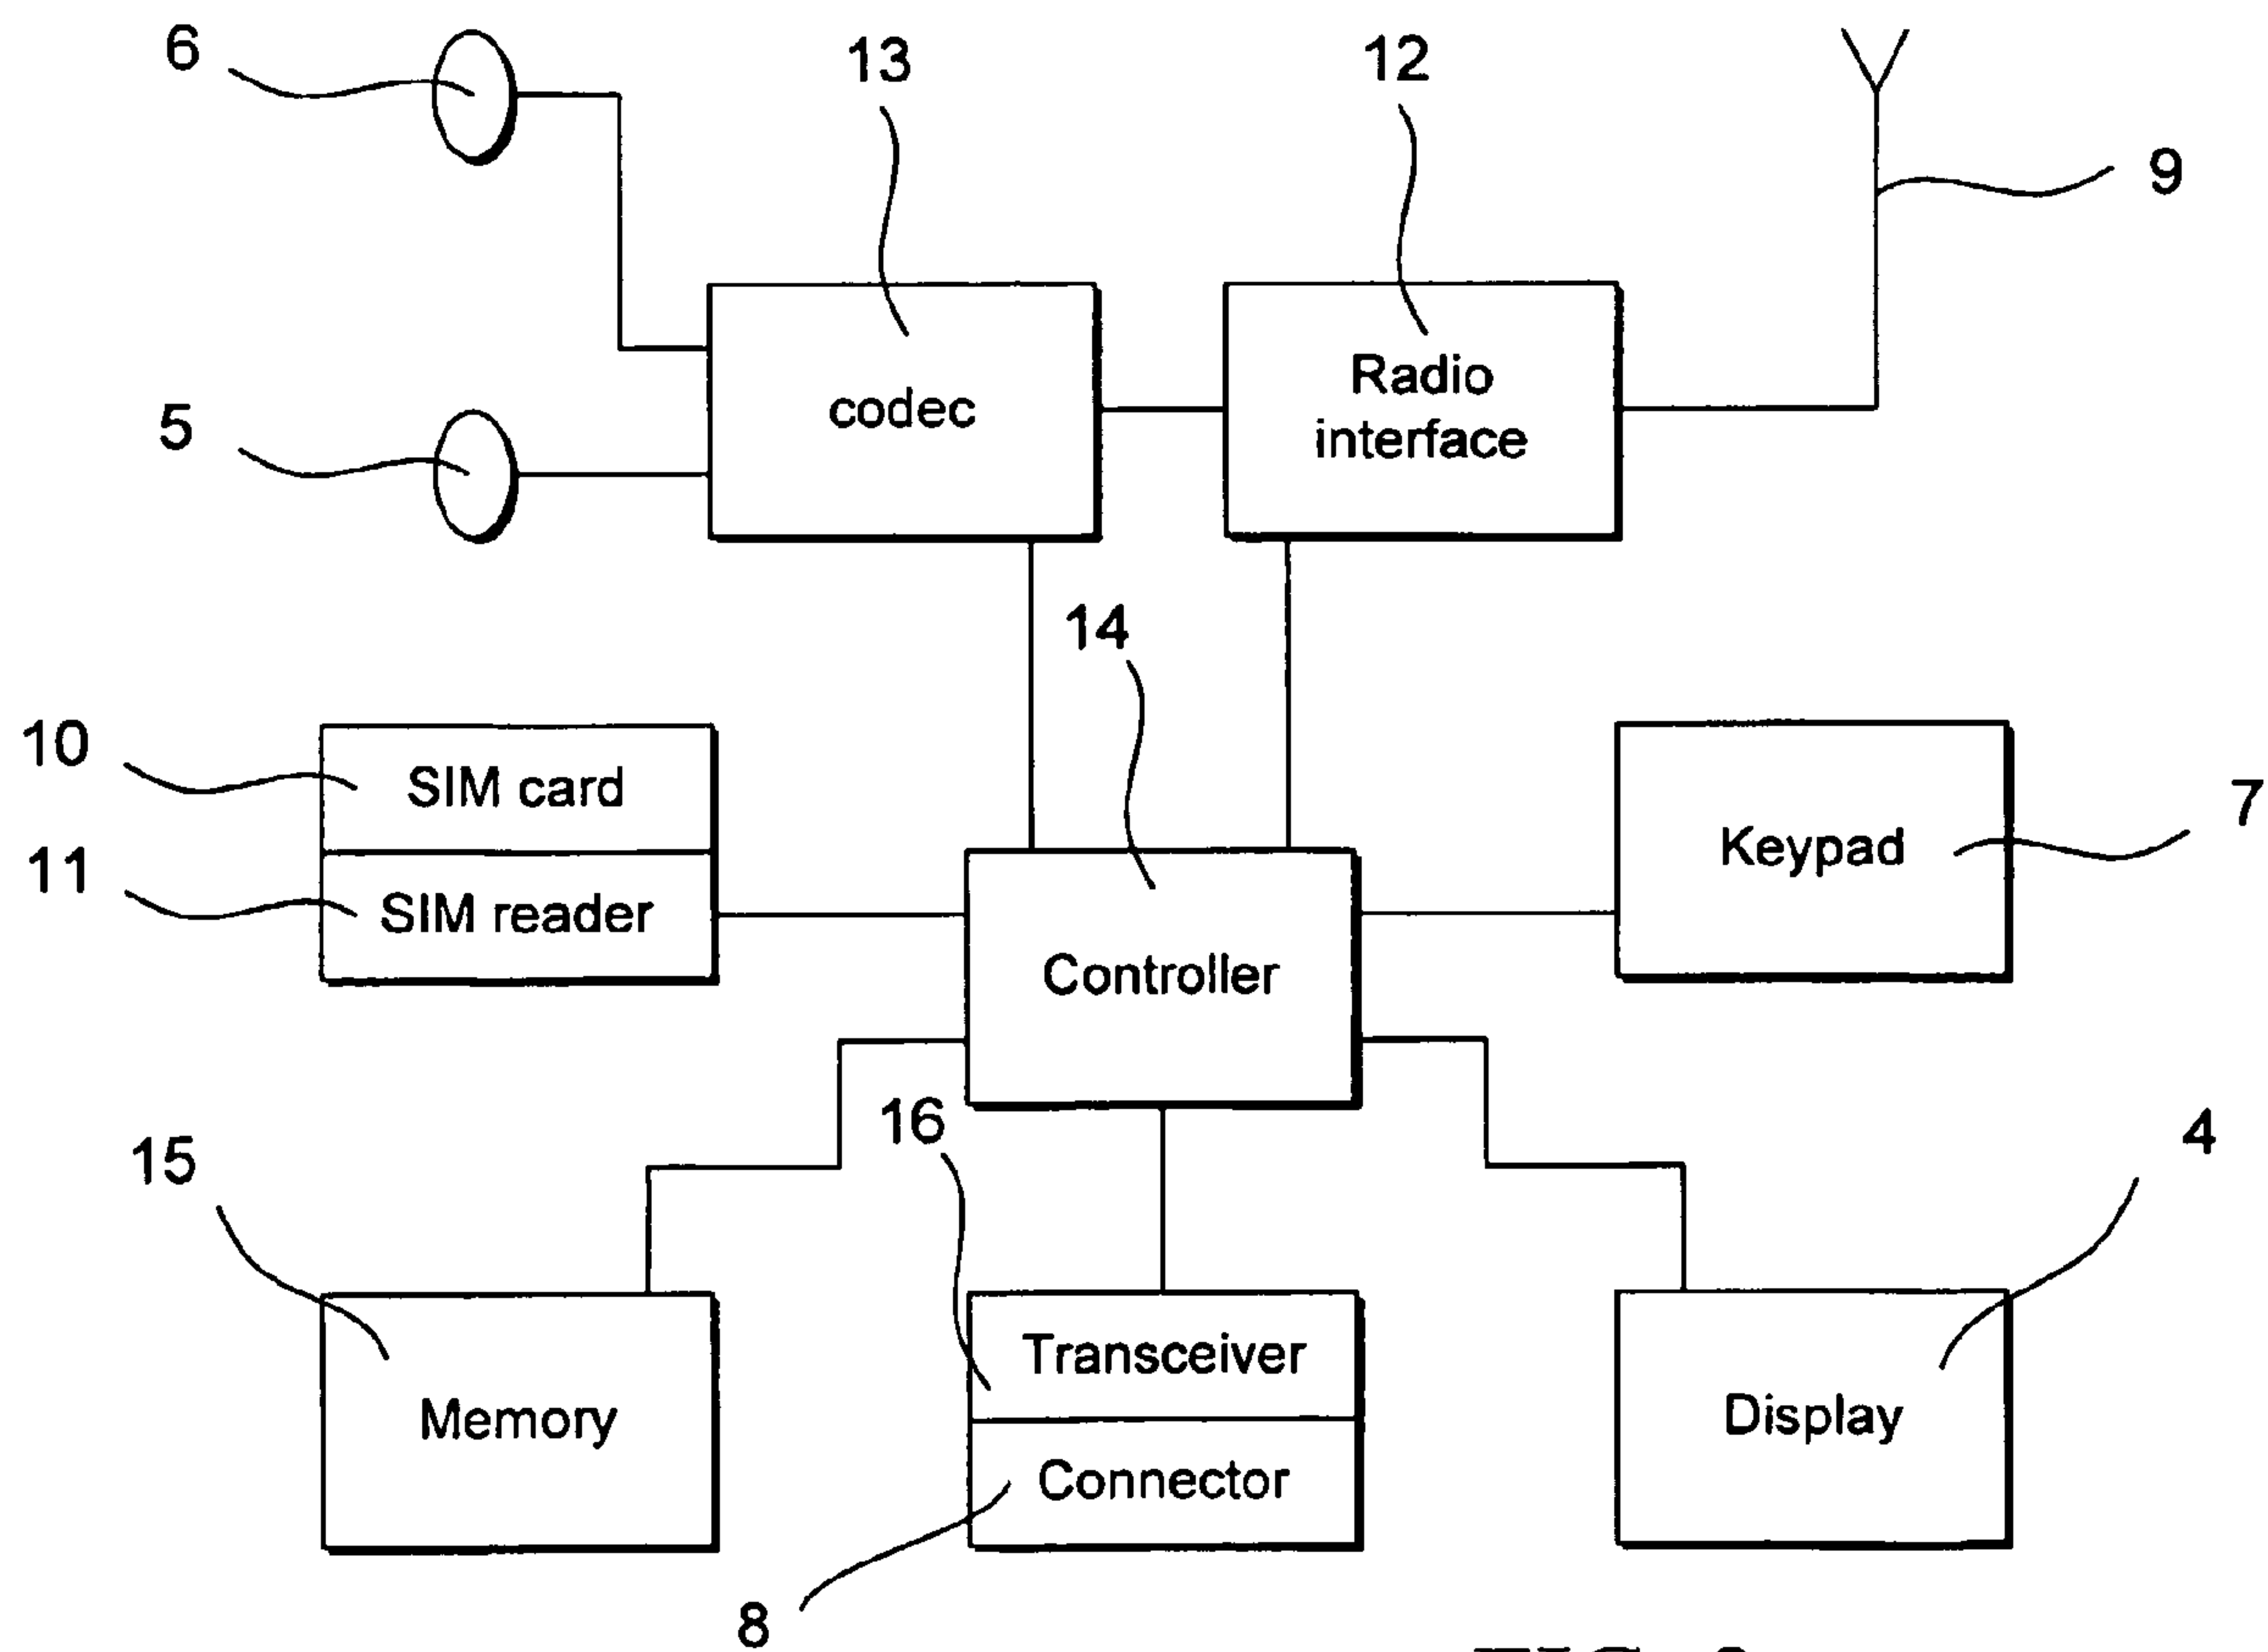 6
13
12
9
codec
Radio
interface
5
14
10
SIM card
11
SIM reader
Keypad
7
Controller
16
15
4
Transceiver
Memory
Connector
Display
8